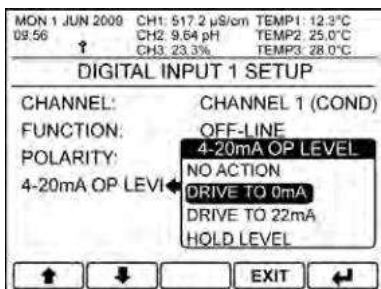 MON 1 JUN 2009 CH1: 517.2 µS/cm TEMP1: 12.3°C
09:56 CH2: 9.64 pH TEMP2: 25.0°C
CH3: 23.3% TEMP3: 28.0°C
DIGITAL INPUT 1 SETUP
CHANNEL: CHANNEL 1 (COND)
FUNCTION: OFF-LINE
POLARITY:
4-20mA OP LEVE
4-20mA OP LEVEL
NO ACTION
DRIVE TO 0mA
DRIVE TO 22mA
HOLD LEVEL
EXIT